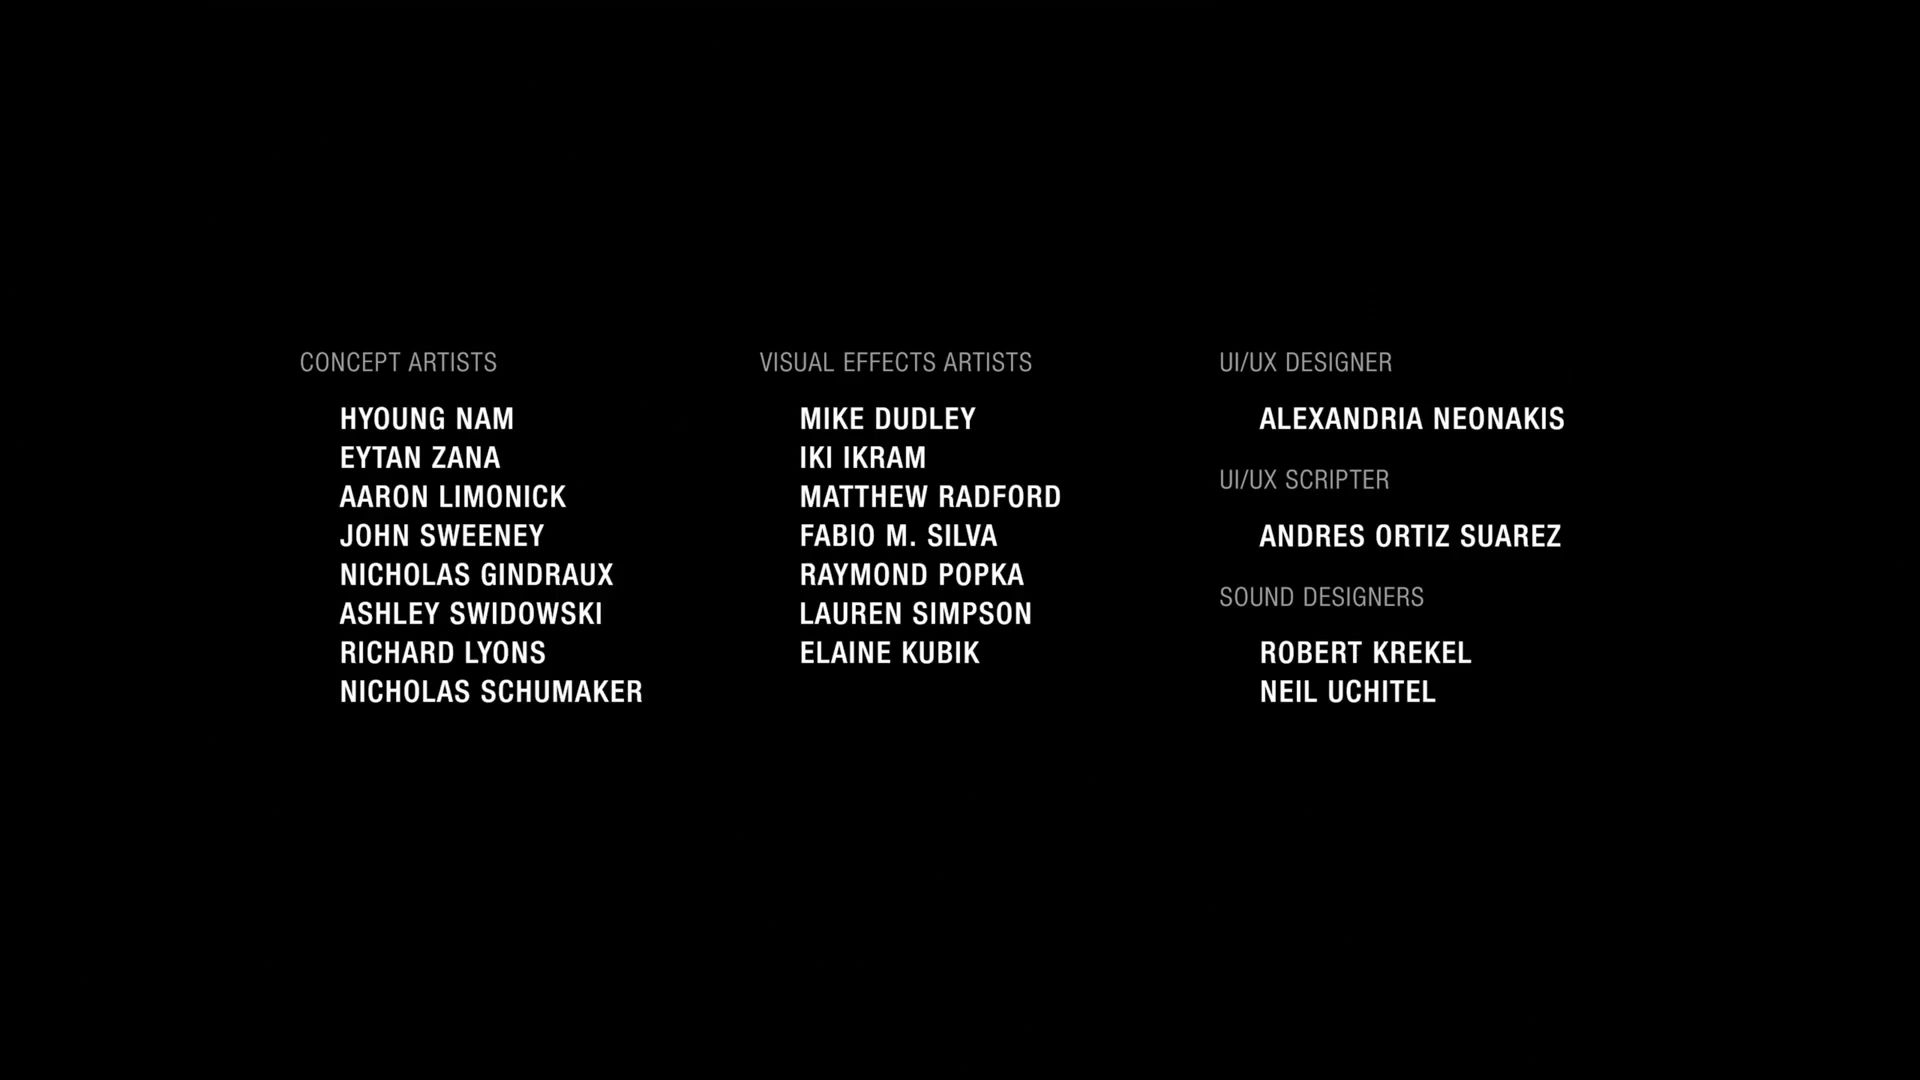 CONCEPT ARTISTS
HYOUNG NAM
EYTAN ZANA
AARON LIMONICK
JOHN SWEENEY
NICHOLAS GINDRAUX
ASHLEY SWIDOWSKI
RICHARD LYONS
NICHOLAS SCHUMAKER
VISUAL EFFECTS ARTISTS
MIKE DUDLEY
IKI IKRAM
MATTHEW RADFORD
FABIO M. SILVA
RAYMOND POPKA
LAUREN SIMPSON
ELAINE KUBIK
UI/UX DESIGNER
ALEXANDRIA NEONAKIS
UI/UX SCRIPTER
ANDRES ORTIZ SUAREZ
SOUND DESIGNERS
ROBERT KREKEL
NEIL UCHITEL